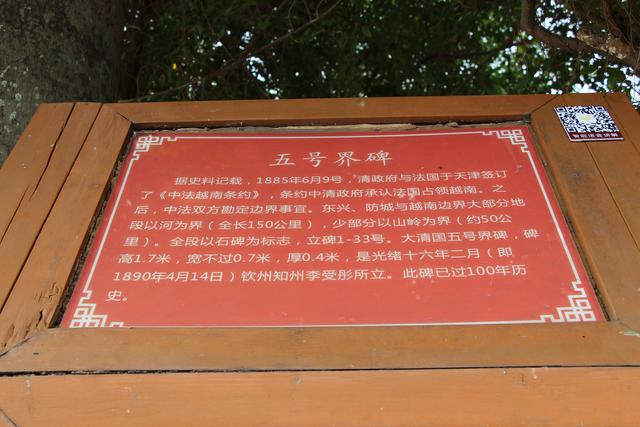 五号界碑
据史料记载，1885年6月9号，清政府与法国于天津签订
了《中法越南条约》，条约中清政府承认法国占领越南。之
后，中法双方勘定边界事宜。东兴、防城与越南边界大部分地
段以河为界（全长150公里），少部分以山岭为界（约50公
里）。全段以石碑为标志，立碑1-33号。大清国五号界碑，碑
高1.7米，宽不过0.7米，厚0.4米，是光绪十六年二月（即
1890年4月14日）钦州知州李受彤所立。此碑已过100年历
史。
智能语音讲解